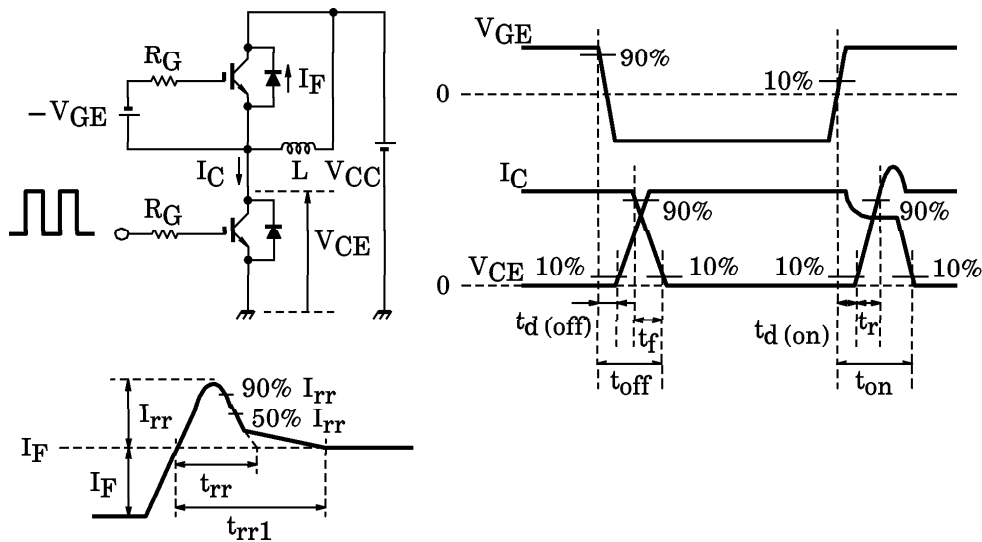 R_G
I_F
-V_GE
I_C
L
V_CC
R_G
V_CE
V_GE
90%
10%
0
I_C
90%
90%
V_CE
10%
10%
10%
10%
0
t_d (off)
t_f
t_d (on)
t_r
t_off
t_on
I_rr
90% I_rr
50% I_rr
I_F
I_F
t_rr
t_rr1